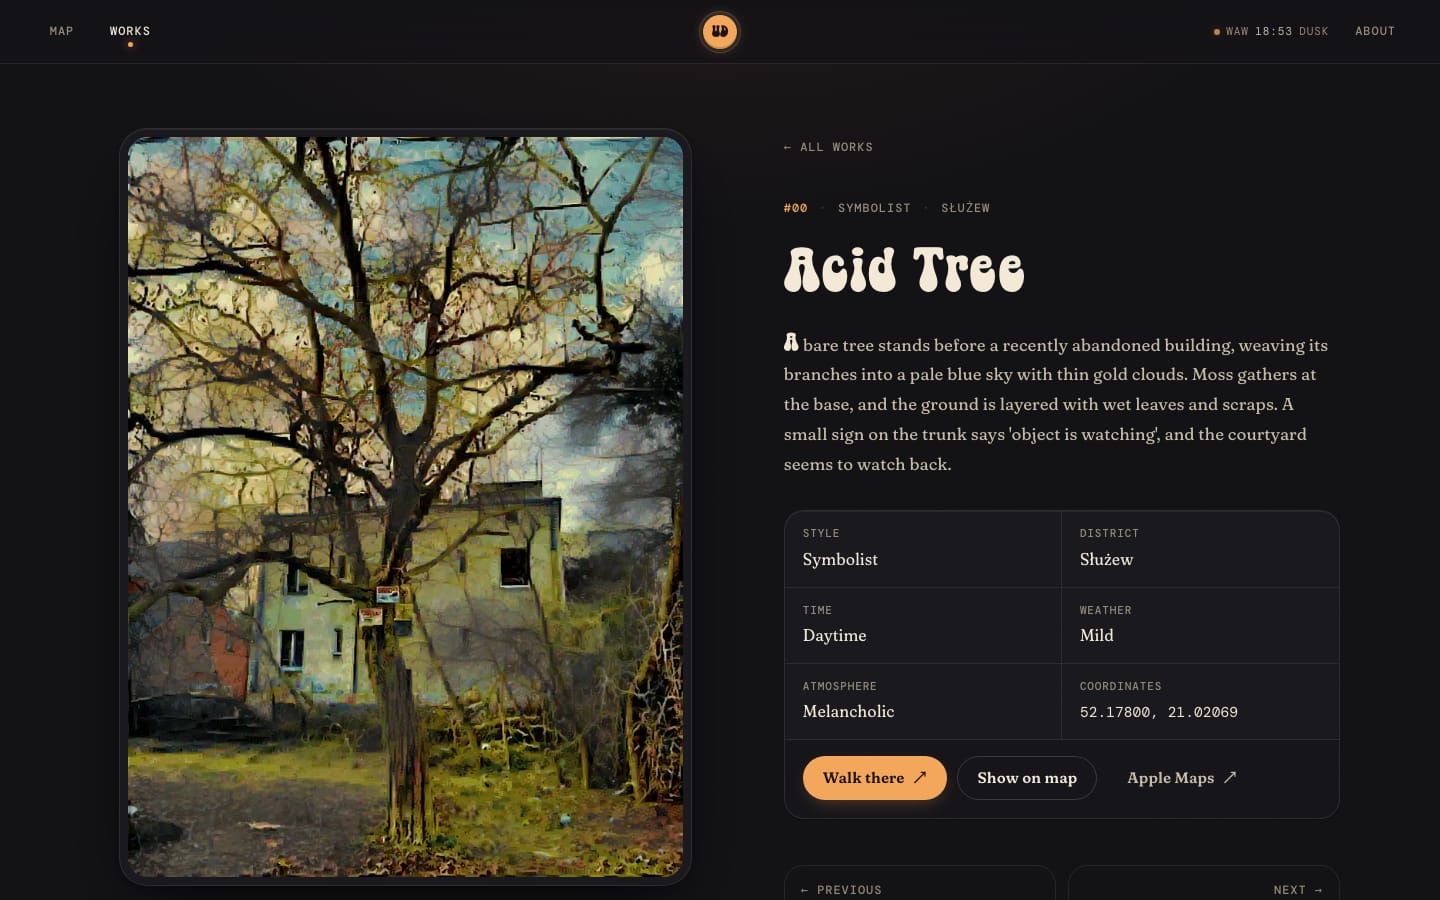 MAP
WORKS
UD
WAW 18:53 DUSK
ABOUT
← ALL WORKS
#00 · SYMBOLIST · SŁUŻEW
Acid Tree
A bare tree stands before a recently abandoned building, weaving its
branches into a pale blue sky with thin gold clouds. Moss gathers at
the base, and the ground is layered with wet leaves and scraps. A
small sign on the trunk says 'object is watching', and the courtyard
seems to watch back.
STYLE
Symbolist
DISTRICT
Służew
TIME
Daytime
WEATHER
Mild
ATMOSPHERE
Melancholic
COORDINATES
52.17800, 21.02069
Walk there ↗
Show on map
Apple Maps ↗
← PREVIOUS
NEXT →